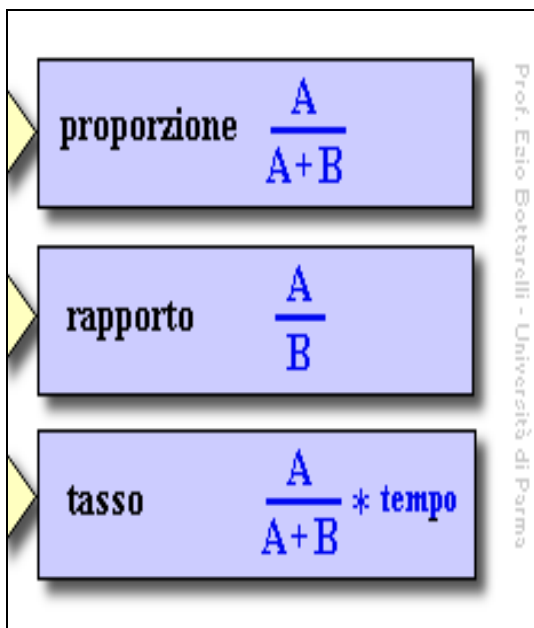 proporzione A
A+B
rapporto A
B
tasso A
A+B * tempo
Prof. Ezio Bottarelli - Università di Parma